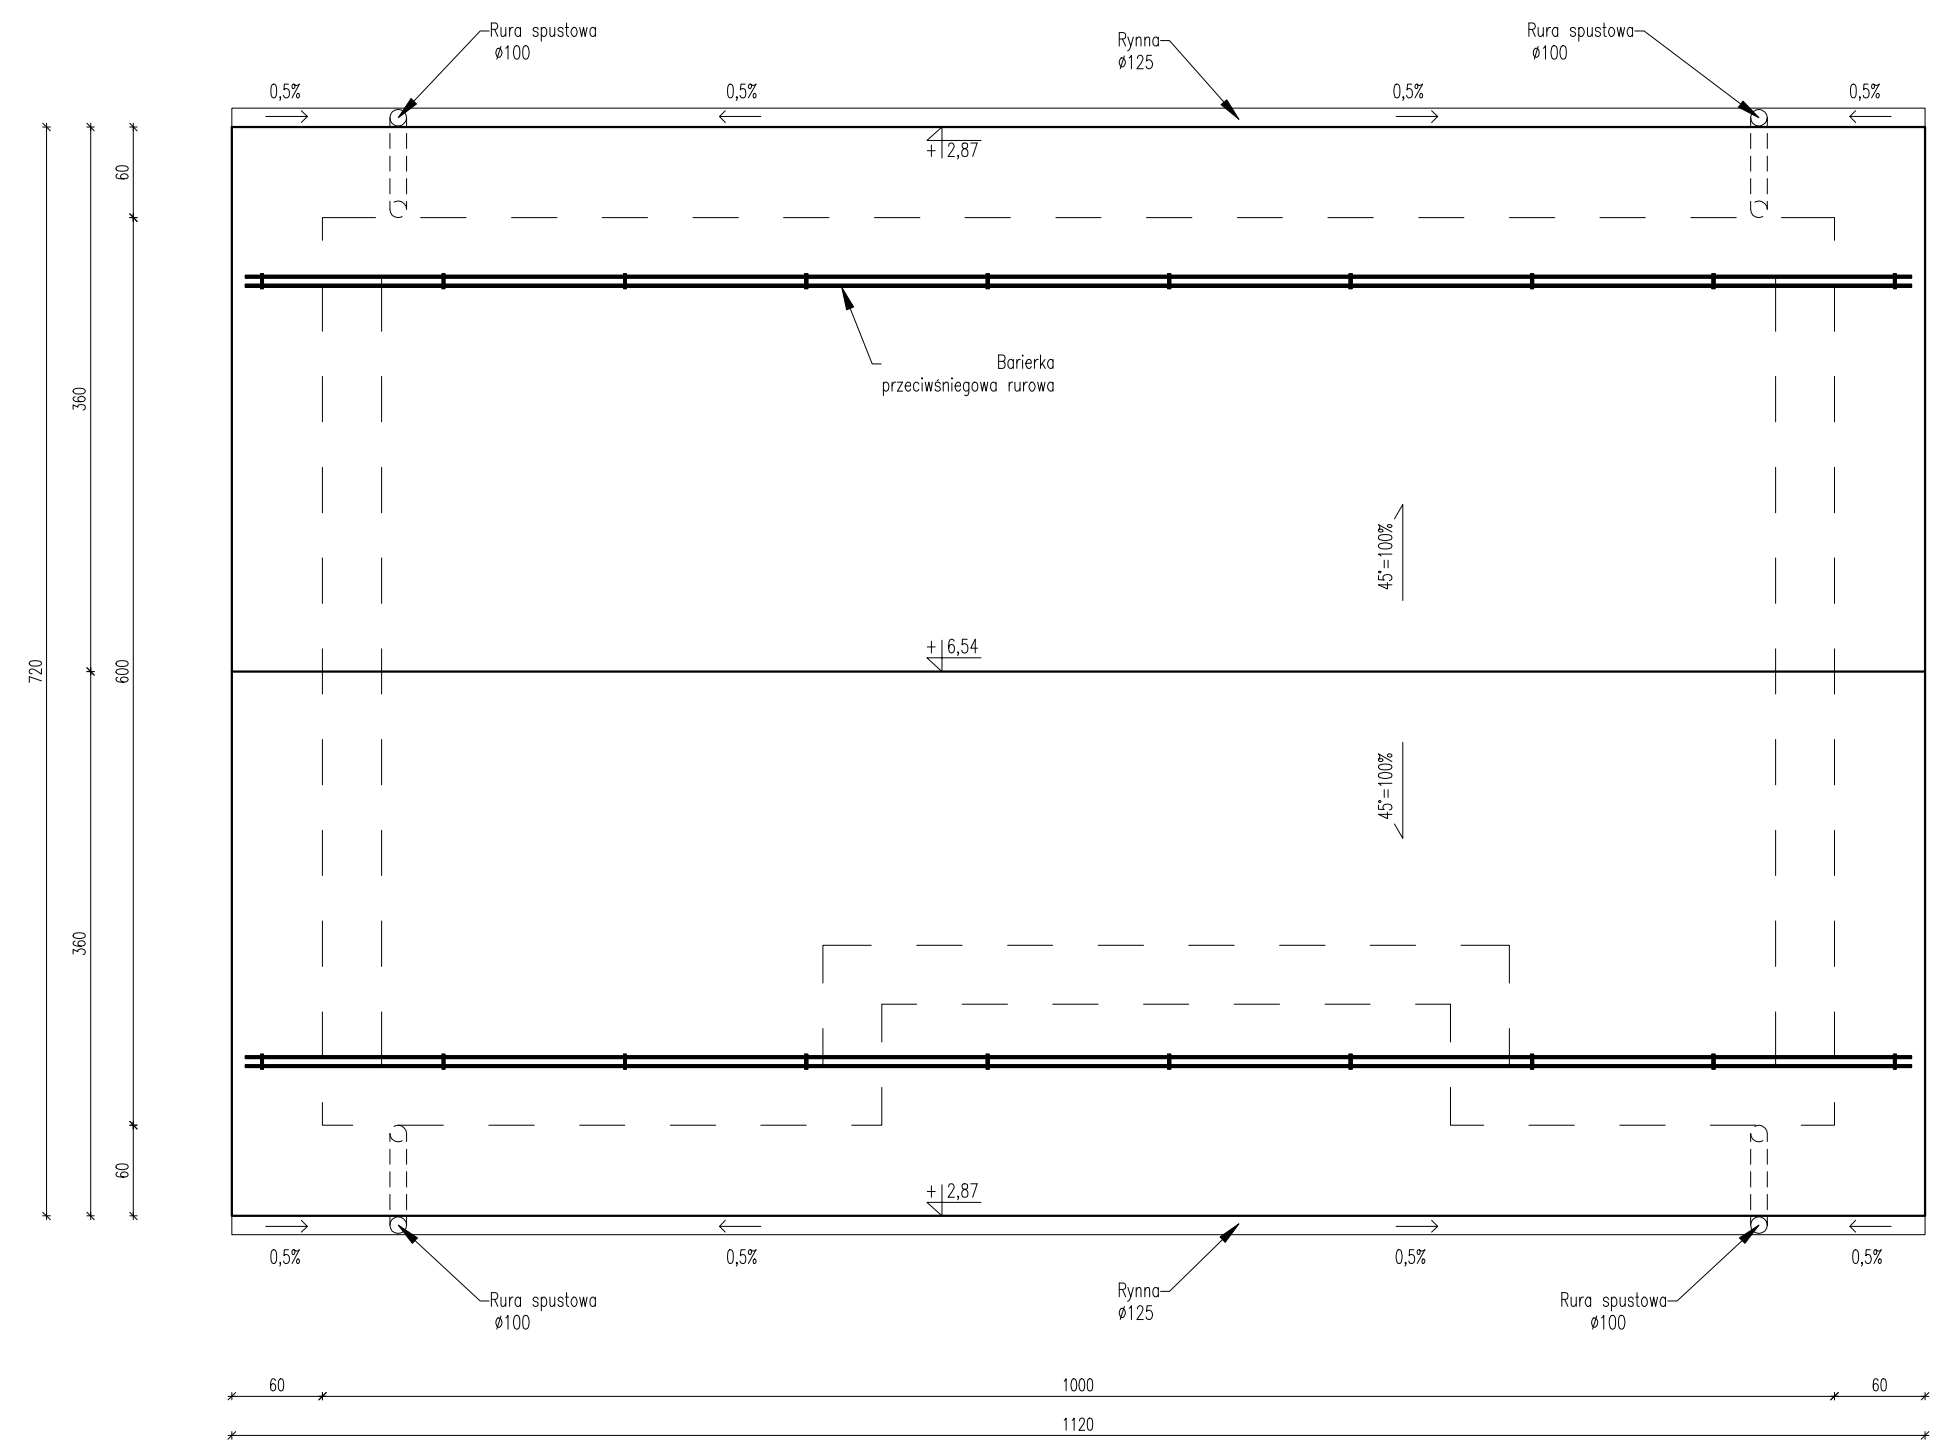 Rura spustowa
ø100
Rynna
ø125
Rura spustowa
ø100
0,5%
0,5%
0,5%
0,5%
+ 2,87
60
Barierka
przeciwśniegowa rurowa
360
45°=100%
+ 6,54
720
600
45°=100%
360
60
+ 2,87
0,5%
0,5%
0,5%
0,5%
Rura spustowa
ø100
Rynna
ø125
Rura spustowa
ø100
60
1000
60
1120